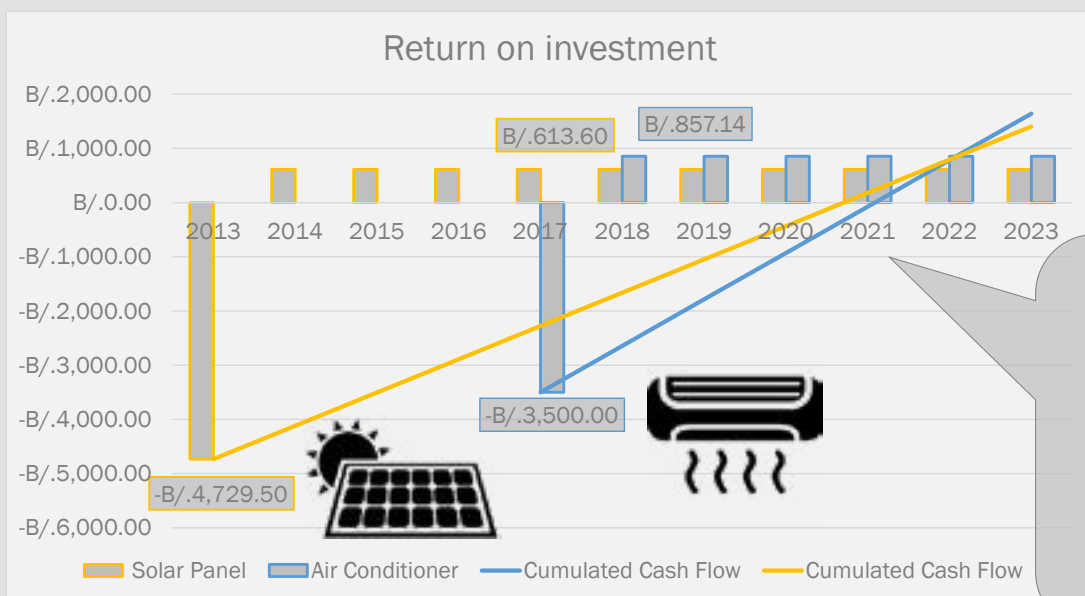 Return on investment
B/.2,000.00
B/.1,000.00
B/.0.00
-B/.1,000.00
-B/.2,000.00
-B/.3,000.00
-B/.4,000.00
-B/.5,000.00
-B/.6,000.00
B/.613.60
B/.857.14
2013 2014 2015 2016 2017 2018 2019 2020 2021 2022 2023
-B/.3,500.00
-B/.4,729.50
Solar Panel Air Conditioner Cumulated Cash Flow Cumulated Cash Flow